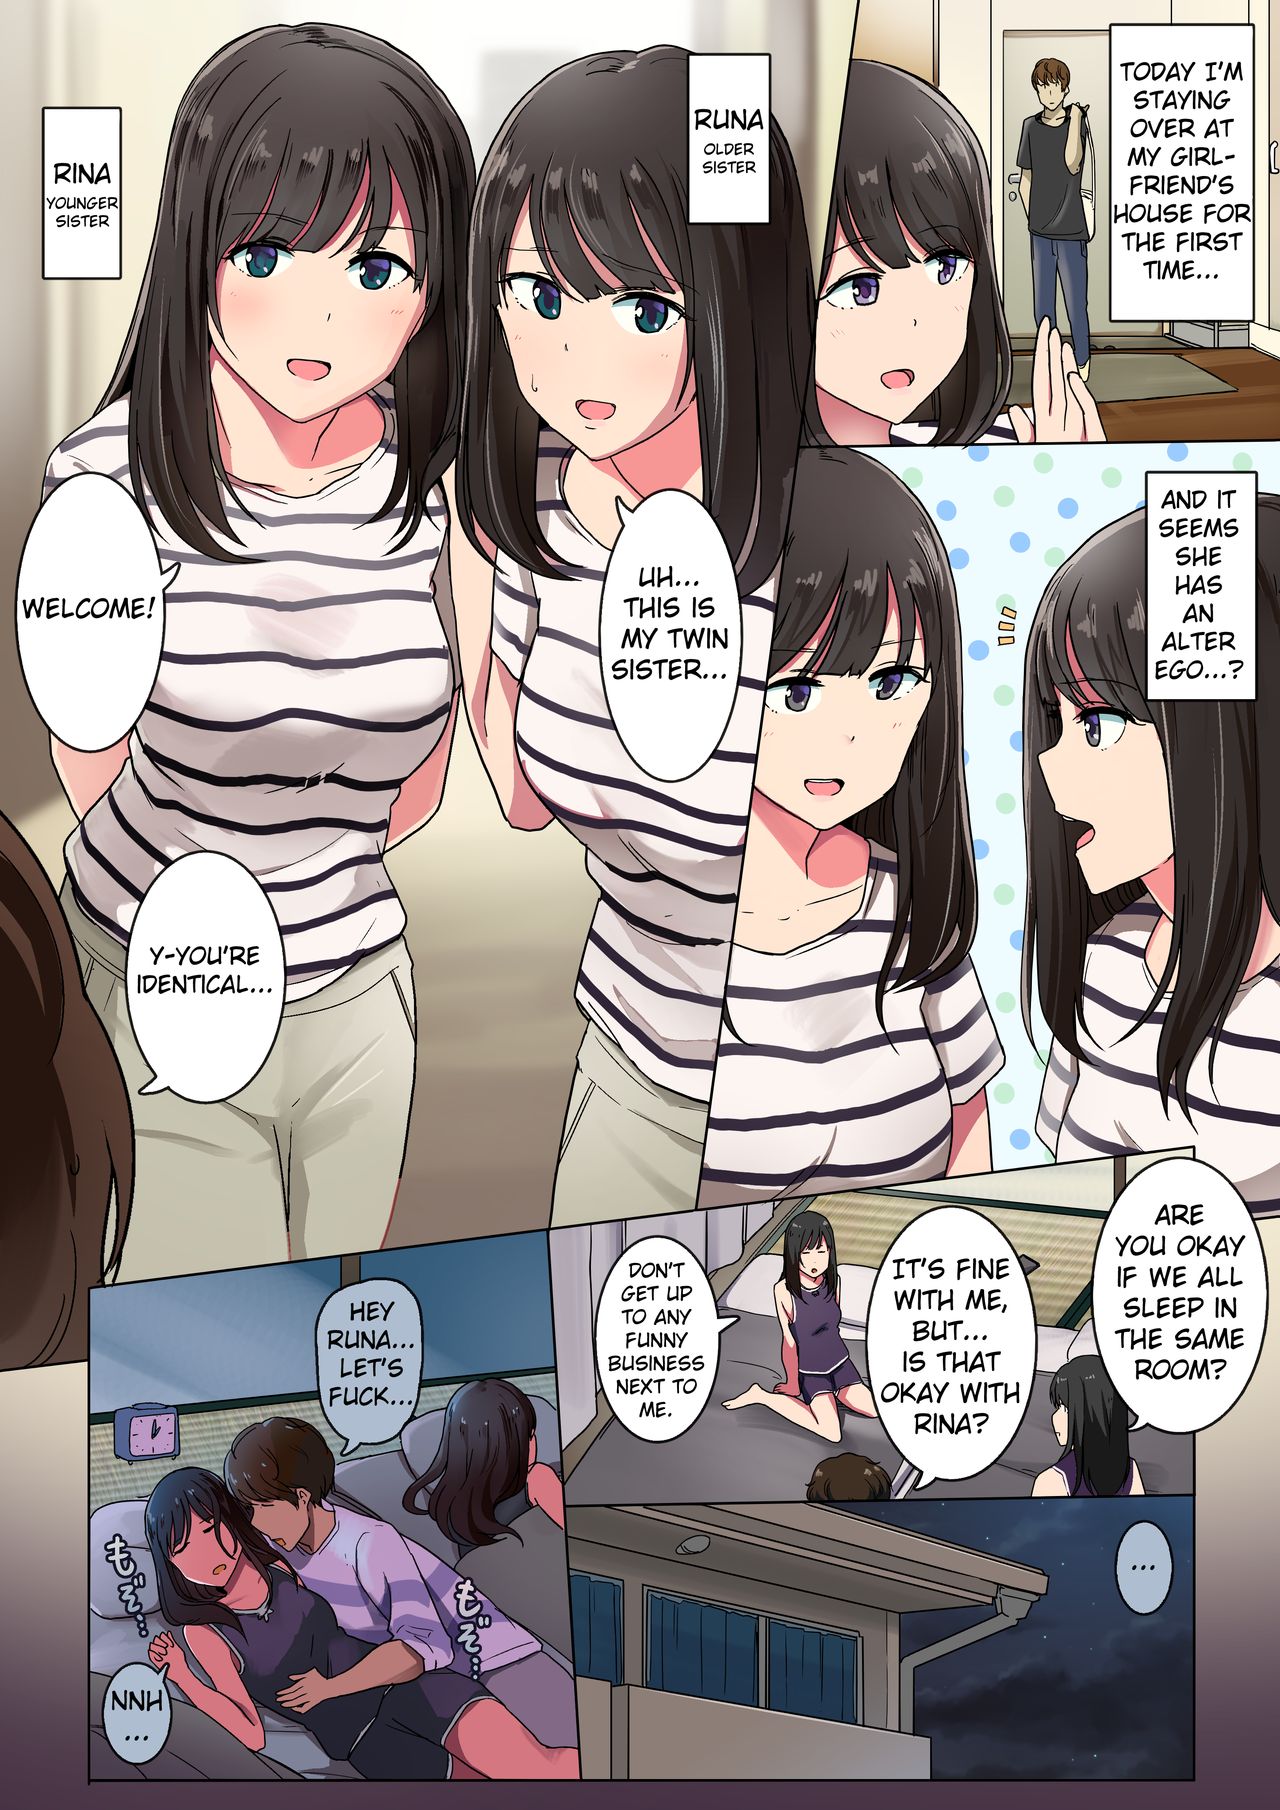 TODAY I'M
STAYING
OVER AT
MY GIRL-
FRIEND'S
HOUSE FOR
THE FIRST
TIME...
RUNA
OLDER
SISTER
RINA
YOUNGER
SISTER
AND IT
SEEMS
SHE
HAS
AN
ALTER
EGO...?
UH...
THIS IS
MY TWIN
SISTER...
WELCOME!
Y-YOU'RE
IDENTICAL...
ARE
YOU OKAY
IF WE ALL
SLEEP IN
THE SAME
ROOM?
IT'S FINE
WITH ME,
BUT...
IS THAT
OKAY WITH
RINA?
DON'T
GET UP
TO ANY
FUNNY
BUSINESS
NEXT TO
ME.
...
HEY
RUNA...
LET'S
FUCK...
もぞ…
もぞ…
NNH
...